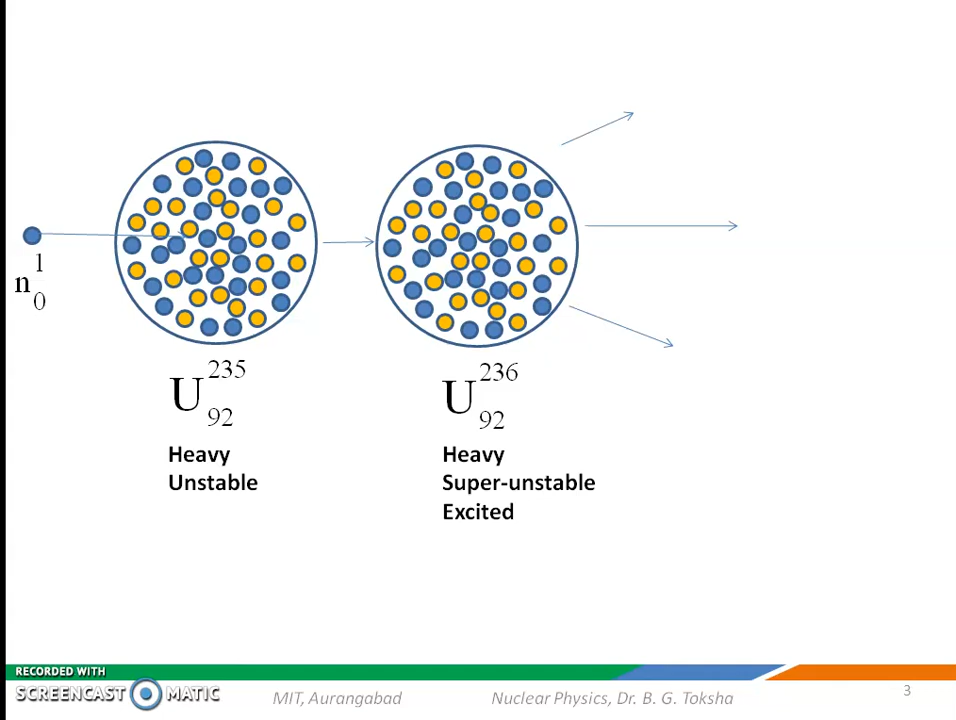 n 1 0
U 235 92
U 236 92
Heavy
Unstable
Heavy
Super-unstable
Excited
RECORDED WITH
SCREENCAST MATIC
MIT, Aurangabad
Nuclear Physics, Dr. B. G. Toksha
3